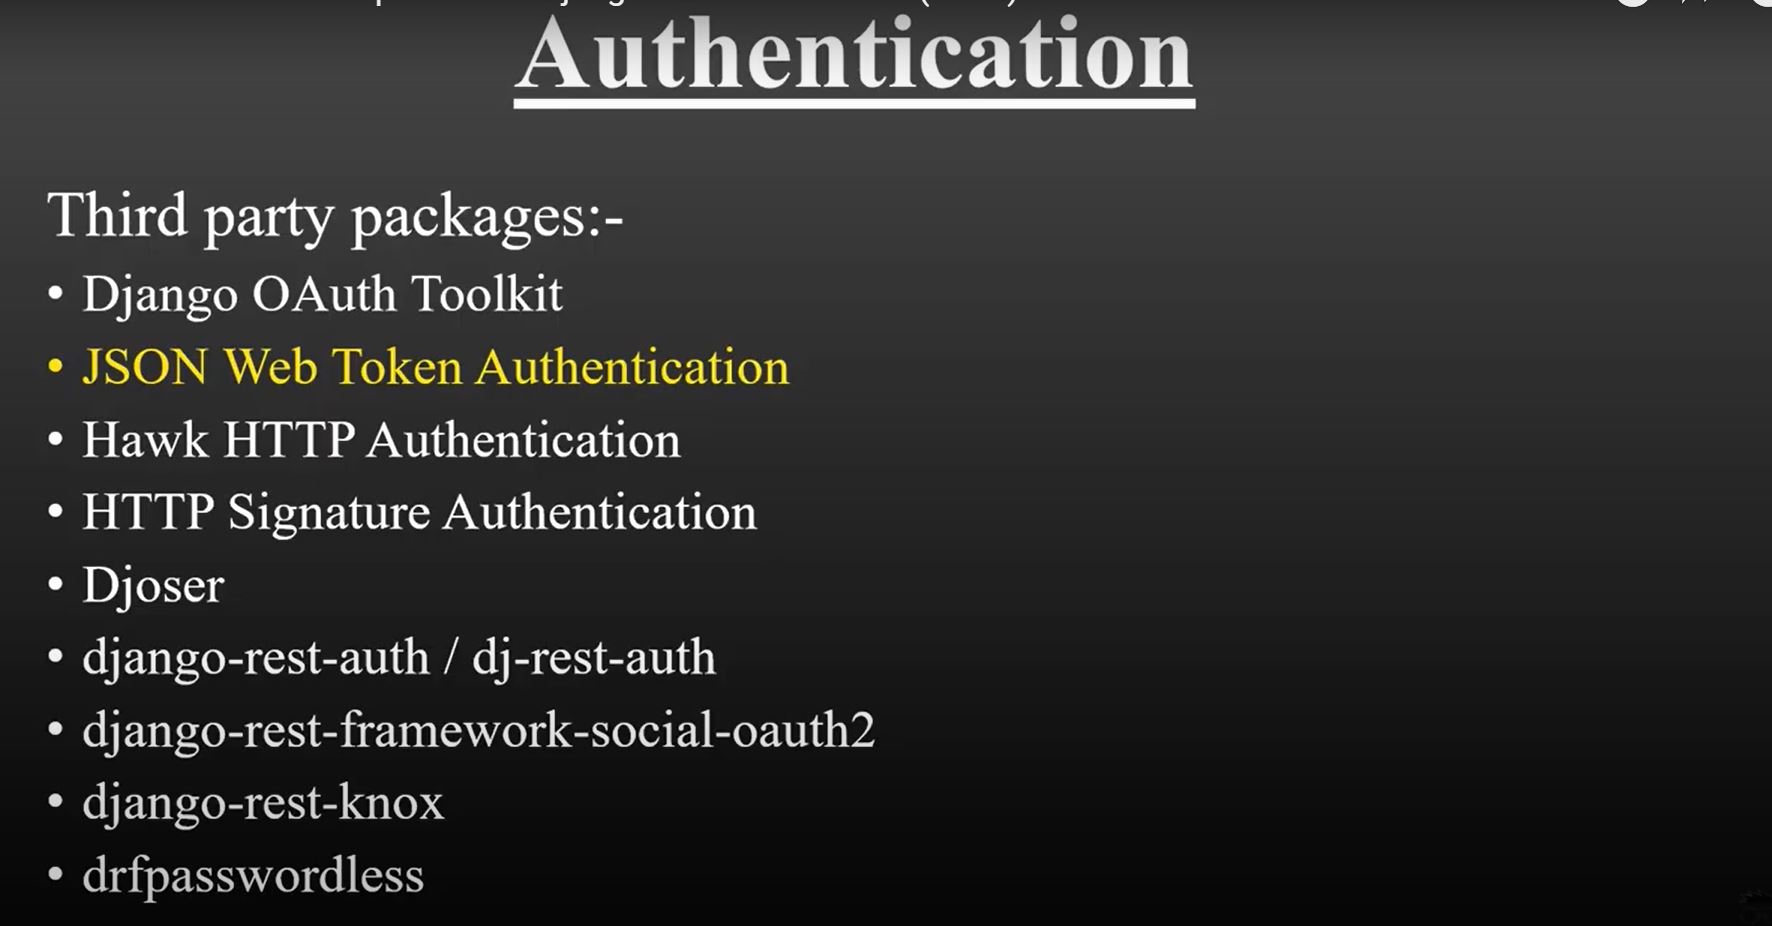 Authentication
Third party packages:-
• Django OAuth Toolkit
• JSON Web Token Authentication
• Hawk HTTP Authentication
• HTTP Signature Authentication
• Djoser
• django-rest-auth / dj-rest-auth
• django-rest-framework-social-oauth2
• django-rest-knox
• drfpasswordless